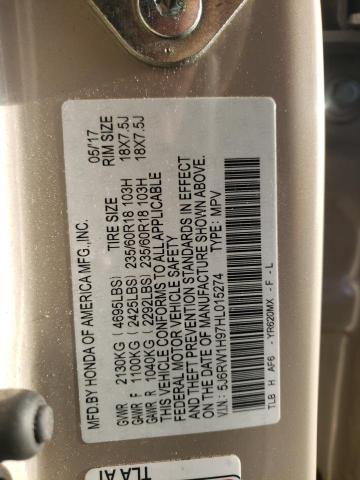 MFD.BY HONDA OF AMERICA MFG.,INC. 05/17
TIRE SIZE RIM SIZE
GVWR 2130KG (4695LBS)
GAWR F 1100KG (2425LBS) 235/60R18 103H 18X7.5J
GAWR R 1040KG (2292LBS) 235/60R18 103H 18X7.5J
THIS VEHICLE CONFORMS TO ALL APPLICABLE
FEDERAL MOTOR VEHICLE SAFETY
AND THEFT PREVENTION STANDARDS IN EFFECT
ON THE DATE OF MANUFACTURE SHOWN ABOVE.
V.I.N: 5J6RW1H97HL015274 TYPE: MPV
TLB H AF6 - YR620MX - F - L
TLA A1